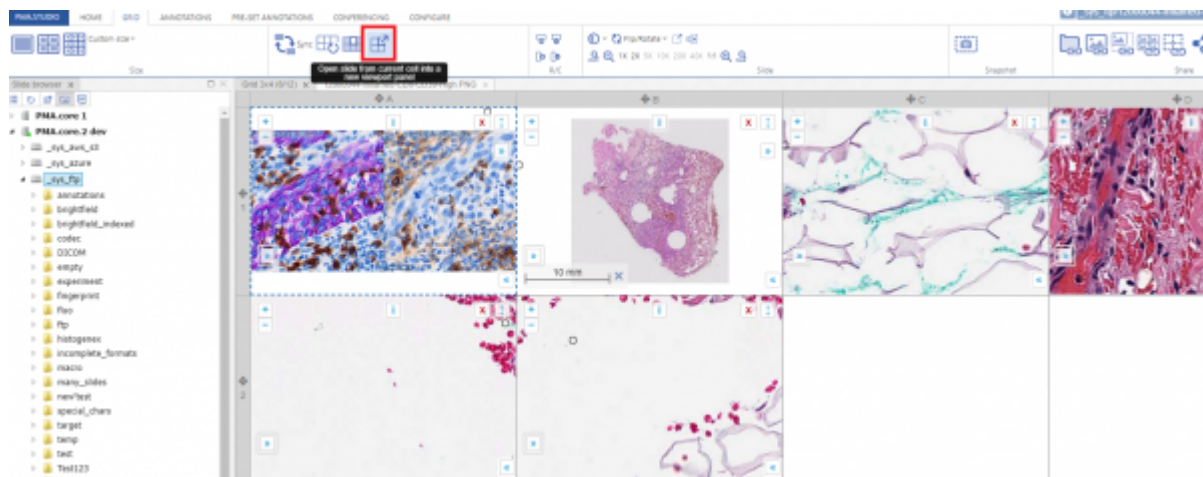 PMA.STUDIO HOME GRID ANNOTATIONS PRE-SET ANNOTATIONS CONFERENCING CONFIGURE
Custom size
Sync
Flip/Rotate
1X 2X 5X 10X 20X 40X
Size
Open slide from current cell into a new viewport panel
R/C
Slide
Snapshot
Share
Slide browser x
Grid 3x4 (6/12) x
A
B
C
D
PMA.core 1
PMA.core.2 dev
_sys_aws_s3
_sys_azure
_sys_ftp
annotations
brightfield
brightfield_indexed
codec
DICOM
empty
experiment
fingerprint
fluo
ftp
histogenex
incomplete_formats
macro
many_slides
newTest
special_chars
target
temp
test
Test123
1
10 mm
2